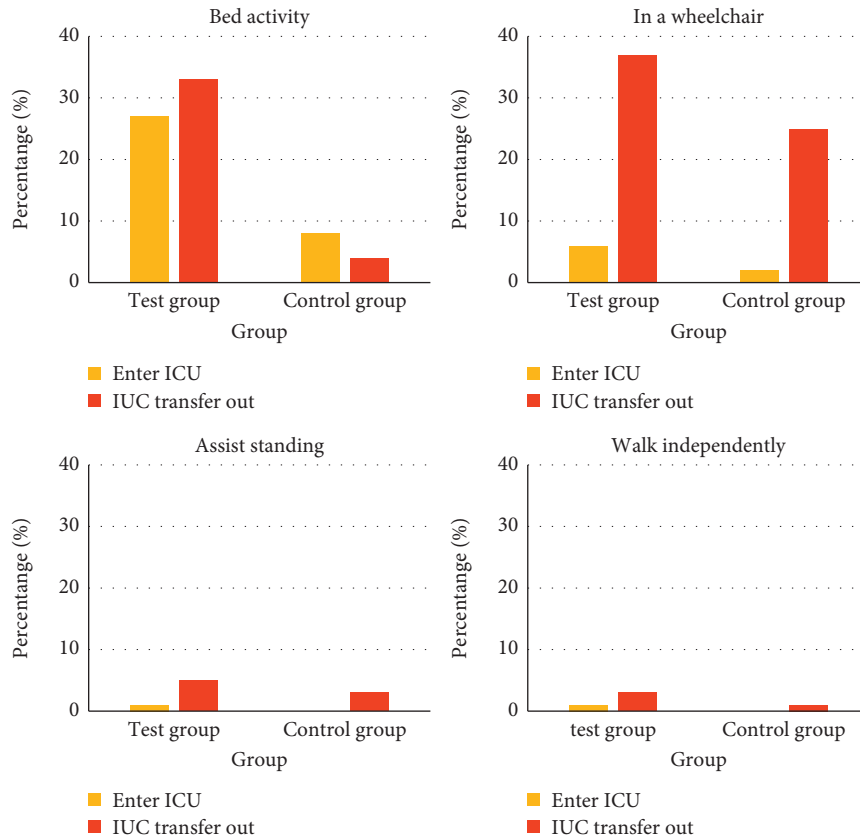 Bed activity
Percentange (%)
40
30
20
10
0
Test group Control group
Group
Enter ICU
IUC transfer out
In a wheelchair
Percentange (%)
40
30
20
10
0
Test group Control group
Group
Enter ICU
IUC transfer out
Assist standing
Percentange (%)
40
30
20
10
0
Test group Control group
Group
Enter ICU
IUC transfer out
Walk independently
Percentange (%)
40
30
20
10
0
test group Control group
Group
Enter ICU
IUC transfer out